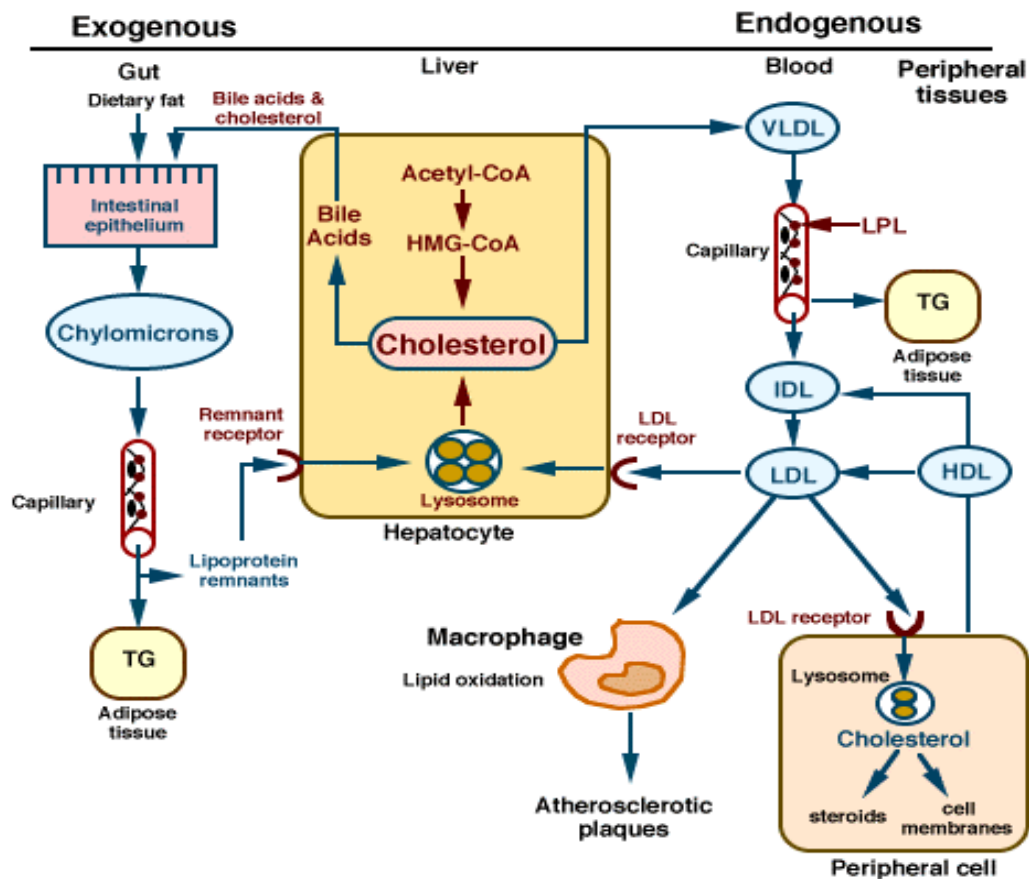 Exogenous
Endogenous
Gut
Liver
Blood
Peripheral
tissues
Dietary fat
Bile acids &
cholesterol
VLDL
Acetyl-CoA
Intestinal
epithelium
Bile
Acids
HMG-CoA
LPL
Capillary
TG
Chylomicrons
Cholesterol
Adipose
tissue
IDL
Remnant
receptor
LDL
receptor
LDL
HDL
Lysosome
Capillary
Hepatocyte
Lipoprotein
remnants
LDL receptor
Macrophage
TG
Lipid oxidation
Lysosome
Adipose
tissue
Cholesterol
Atherosclerotic
plaques
steroids
cell
membranes
Peripheral cell